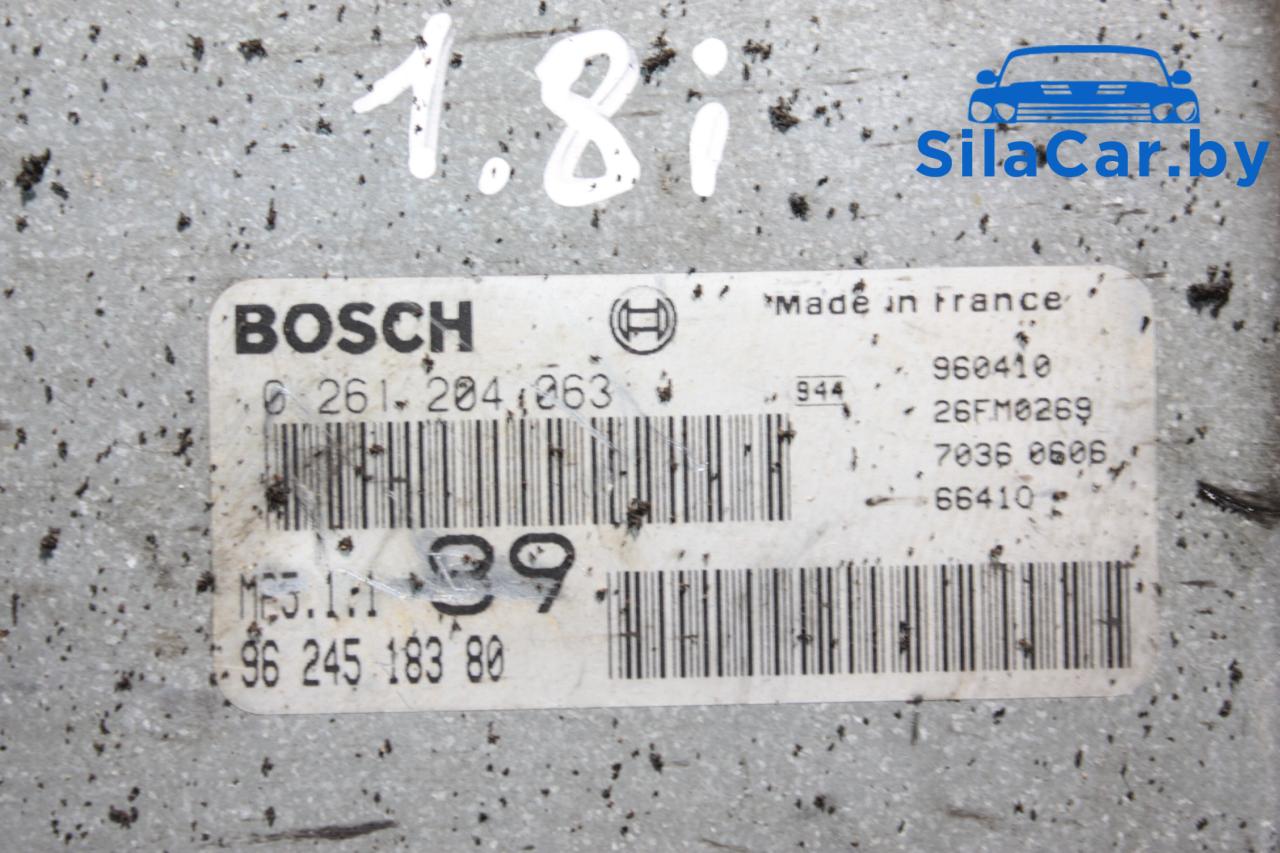 1.8i
SilaCar.by
BOSCH
Made in France
0 261 204 063
944
960410
26FM0269
7036 0606
66410
39
96 245 183 80